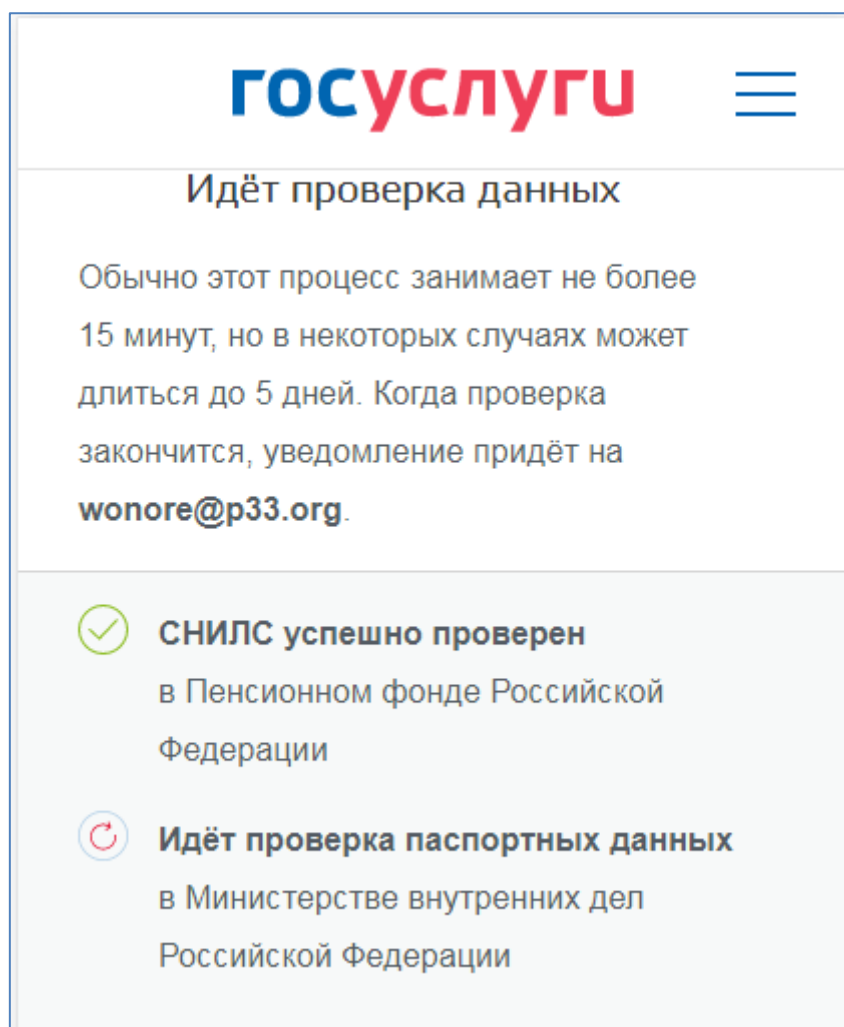 госуслуги
Идёт проверка данных
Обычно этот процесс занимает не более
15 минут, но в некоторых случаях может
длиться до 5 дней. Когда проверка
закончится, уведомление придёт на
wonore@p33.org.
СНИЛС успешно проверен
в Пенсионном фонде Российской
Федерации
Идёт проверка паспортных данных
в Министерстве внутренних дел
Российской Федерации